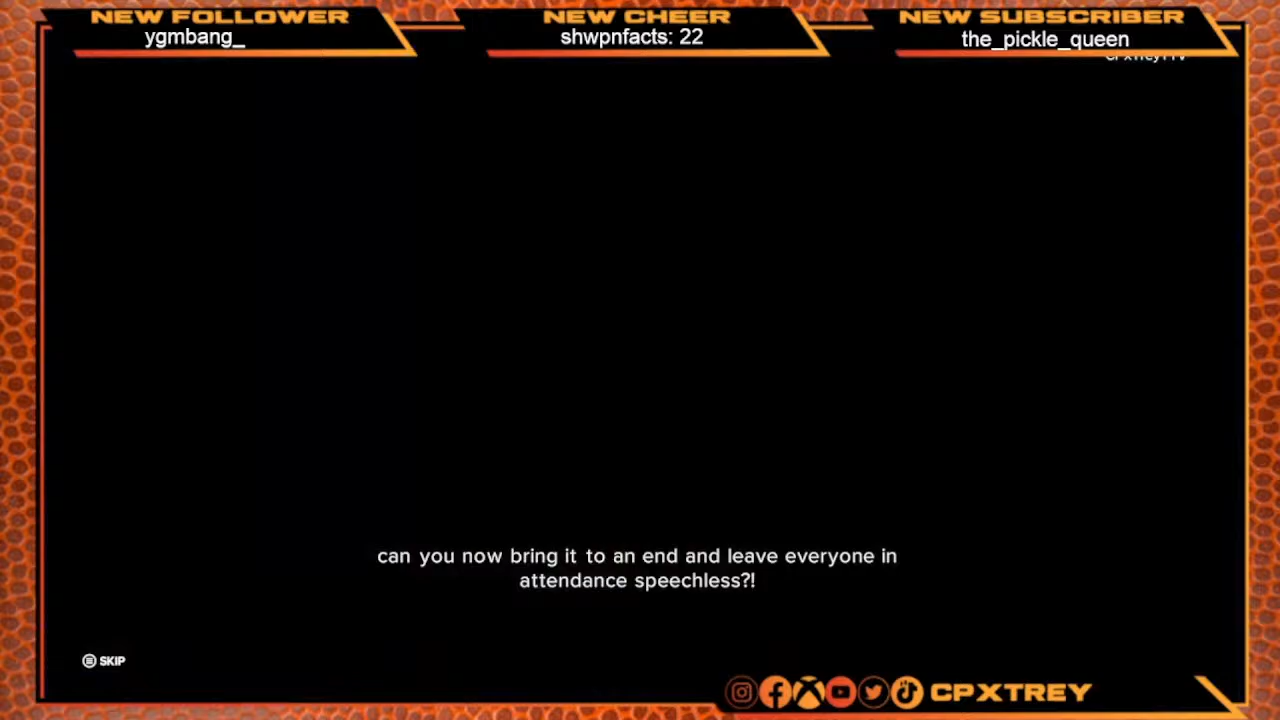 NEW FOLLOWER
ygmbang_
NEW CHEER
shwpnfacts: 22
NEW SUBSCRIBER
the_pickle_queen
can you now bring it to an end and leave everyone in
attendance speechless?!
SKIP
CPXTREY